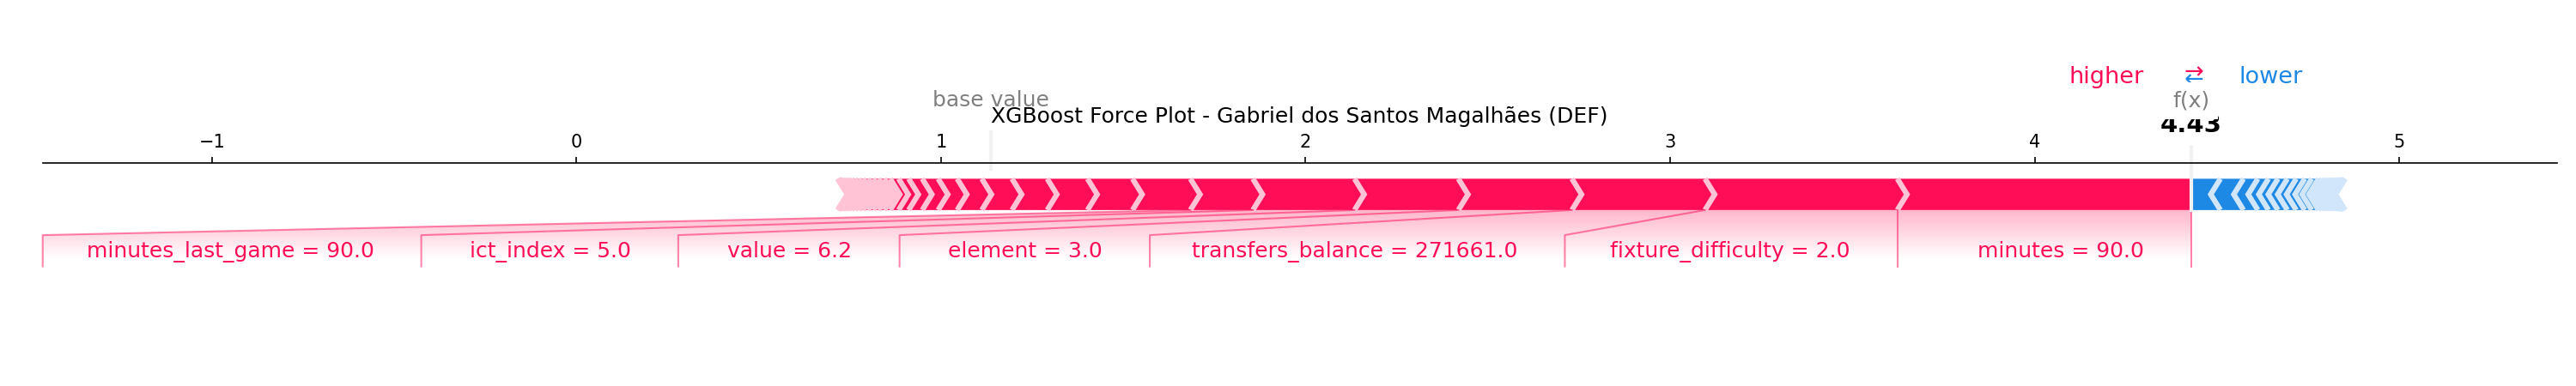 higher ⇄ lower
base value
f(x)
XGBoost Force Plot - Gabriel dos Santos Magalhães (DEF)
4.43
−1 0 1 2 3 4 5
minutes_last_game = 90.0 ict_index = 5.0 value = 6.2 element = 3.0 transfers_balance = 271661.0 fixture_difficulty = 2.0 minutes = 90.0